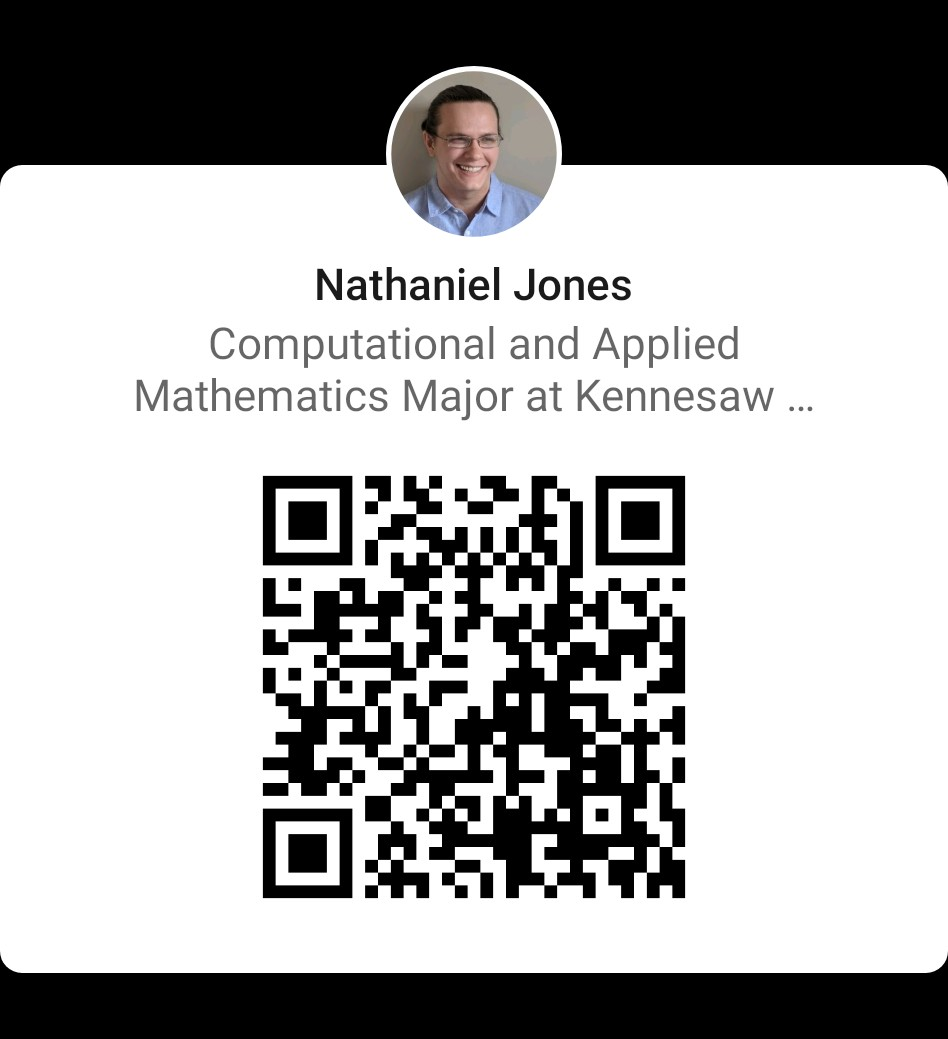 Nathaniel Jones
Computational and Applied
Mathematics Major at Kennesaw ...